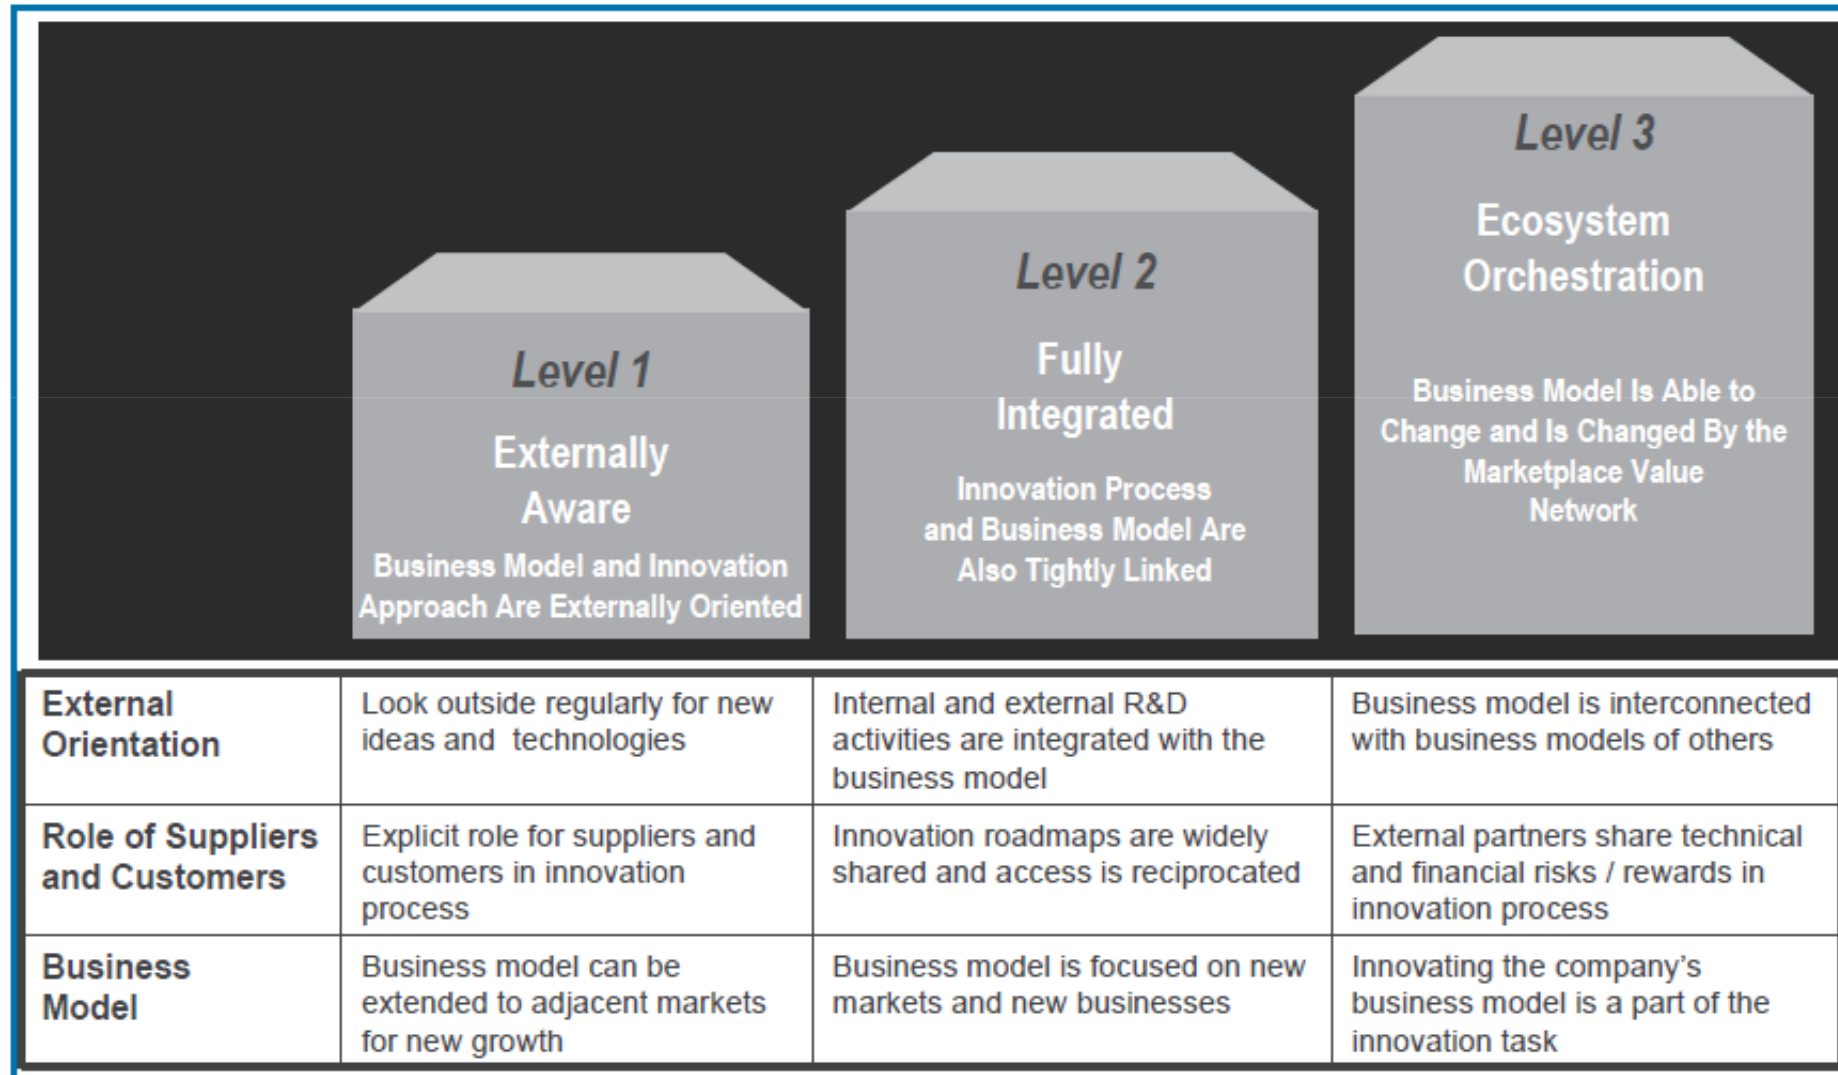 Level 1
Externally
Aware
Business Model and Innovation
Approach Are Externally Oriented
Level 2
Fully
Integrated
Innovation Process
and Business Model Are
Also Tightly Linked
Level 3
Ecosystem
Orchestration
Business Model Is Able to
Change and Is Changed By the
Marketplace Value
Network
External
Orientation
Look outside regularly for new
ideas and technologies
Internal and external R&D
activities are integrated with the
business model
Business model is interconnected
with business models of others
Role of Suppliers
and Customers
Explicit role for suppliers and
customers in innovation
process
Innovation roadmaps are widely
shared and access is reciprocated
External partners share technical
and financial risks / rewards in
innovation process
Business
Model
Business model can be
extended to adjacent markets
for new growth
Business model is focused on new
markets and new businesses
Innovating the company's
business model is a part of the
innovation task